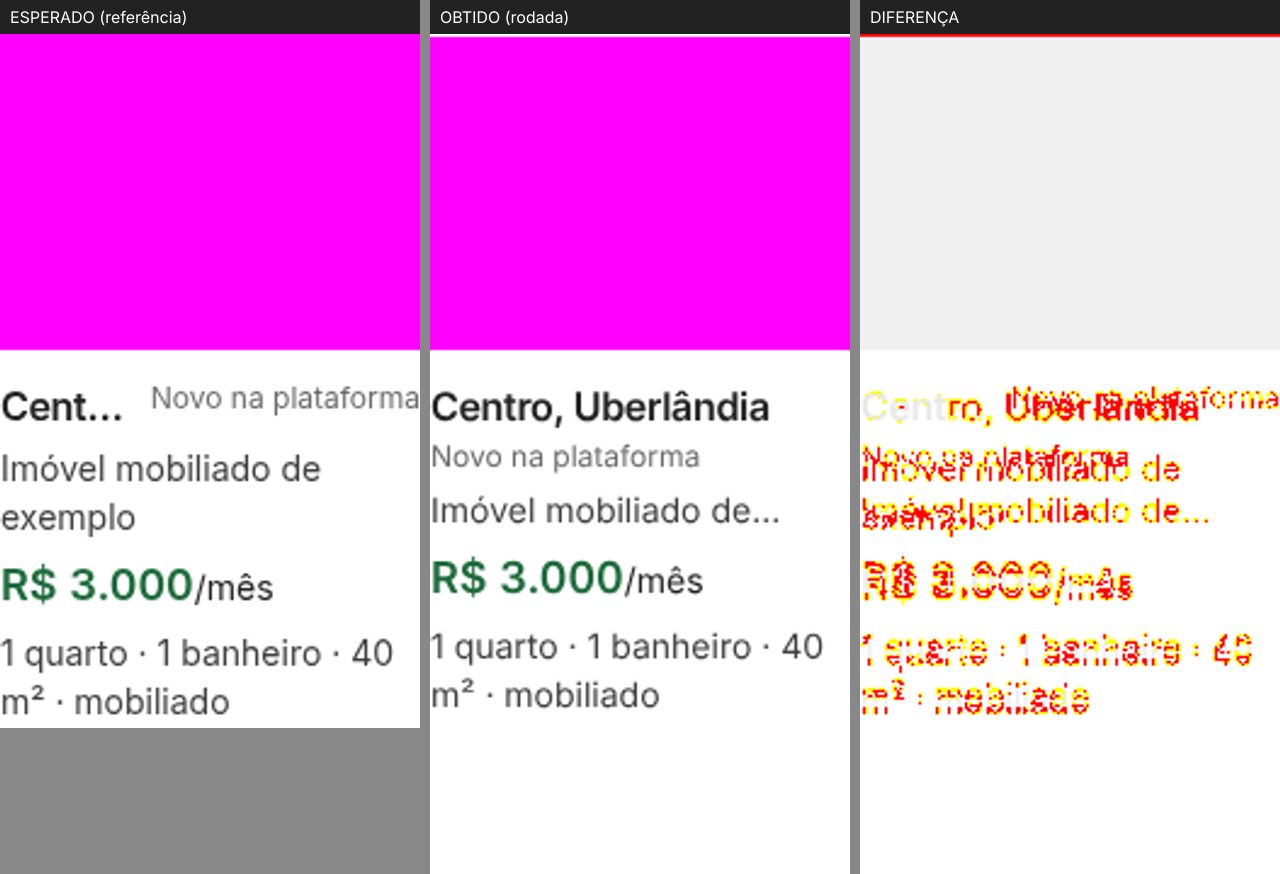 ESPERADO (referência)
Cent... Novo na plataforma
Imóvel mobiliado de
exemplo
R$ 3.000/mês
1 quarto · 1 banheiro · 40
m² · mobiliado
OBTIDO (rodada)
Centro, Uberlândia
Novo na plataforma
Imóvel mobiliado de...
R$ 3.000/mês
1 quarto · 1 banheiro · 40
m² · mobiliado
DIFERENÇA